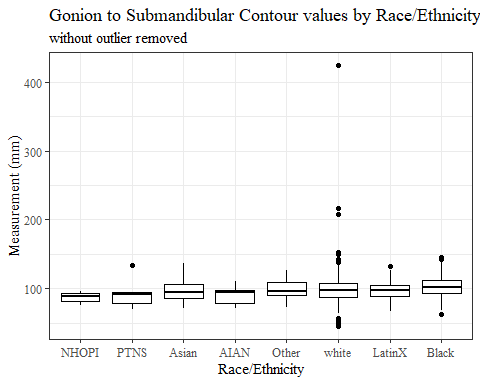 Gonion to Submandibular Contour values by Race/Ethnicity
without outlier removed
Measurement (mm)
400
300
200
100
NHOPI PTNS Asian AIAN Other white LatinX Black
Race/Ethnicity